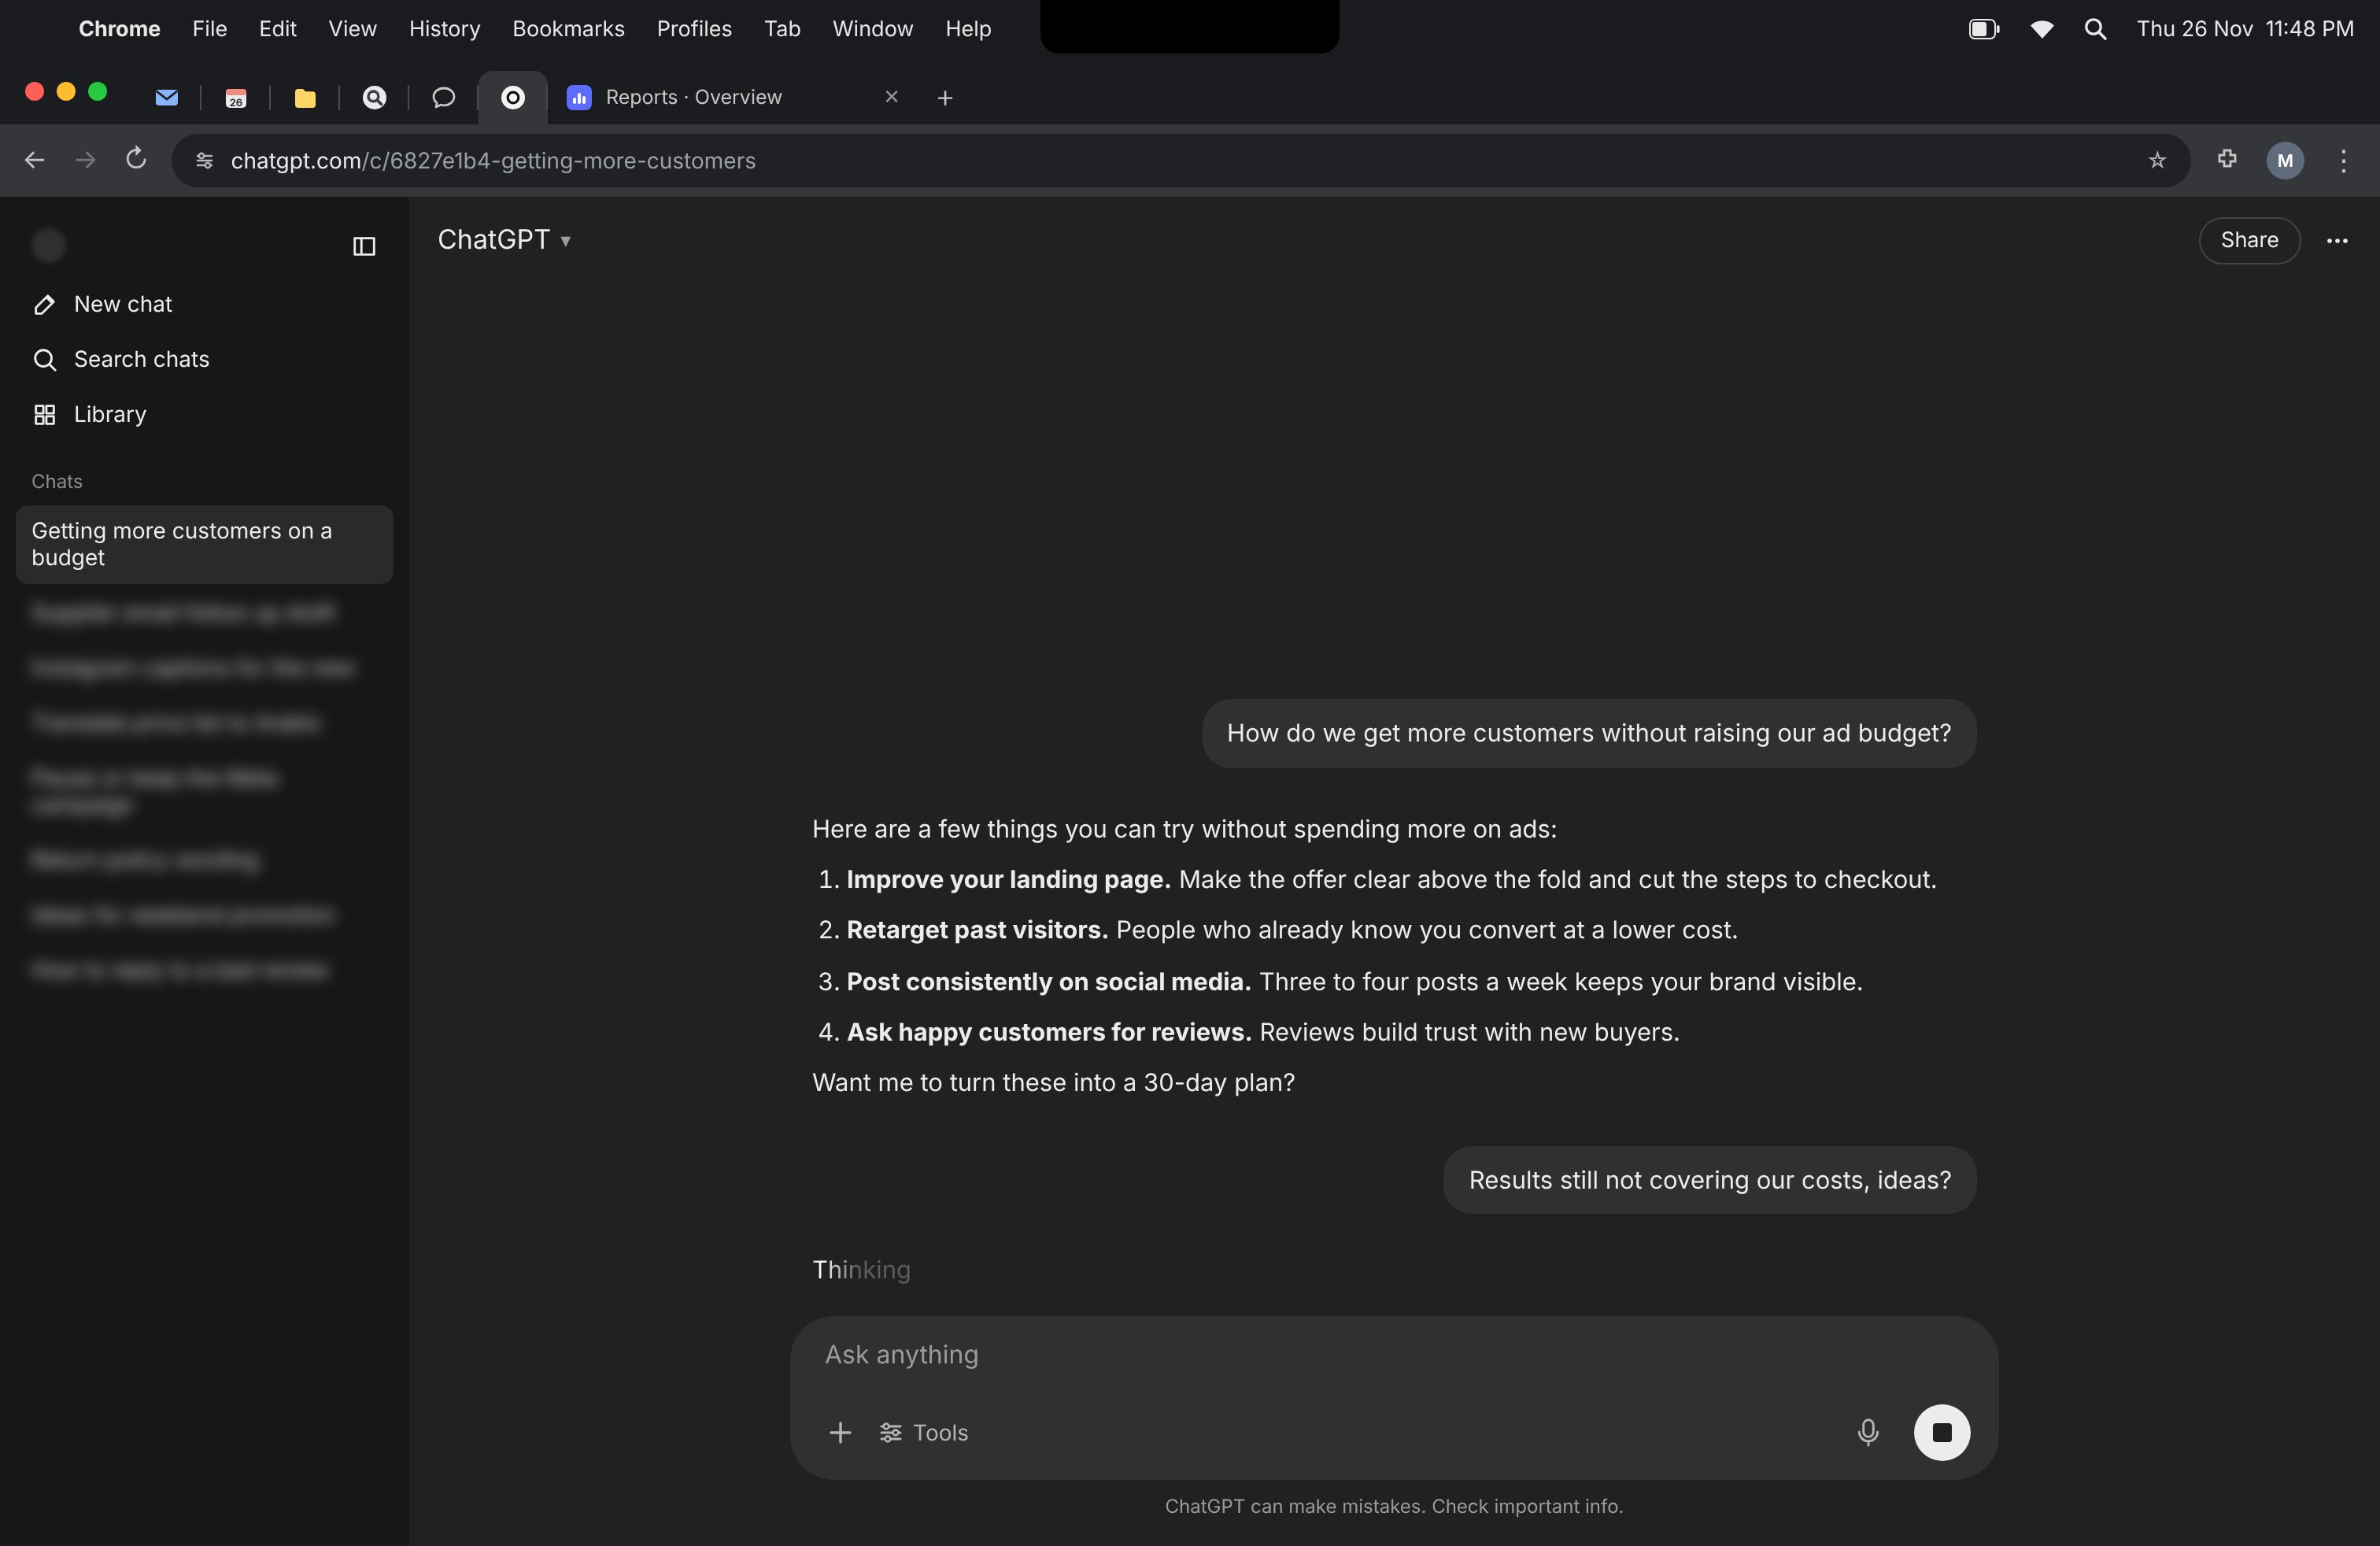 Chrome File Edit View History Bookmarks Profiles Tab Window Help
Thu 26 Nov 11:48 PM
26
Reports · Overview
chatgpt.com/c/6827e1b4-getting-more-customers
M
ChatGPT
Share
New chat
Search chats
Library
Chats
Getting more customers on a
budget
How do we get more customers without raising our ad budget?
Here are a few things you can try without spending more on ads:
1. Improve your landing page. Make the offer clear above the fold and cut the steps to checkout.
2. Retarget past visitors. People who already know you convert at a lower cost.
3. Post consistently on social media. Three to four posts a week keeps your brand visible.
4. Ask happy customers for reviews. Reviews build trust with new buyers.
Want me to turn these into a 30-day plan?
Results still not covering our costs, ideas?
Thinking
Ask anything
Tools
ChatGPT can make mistakes. Check important info.